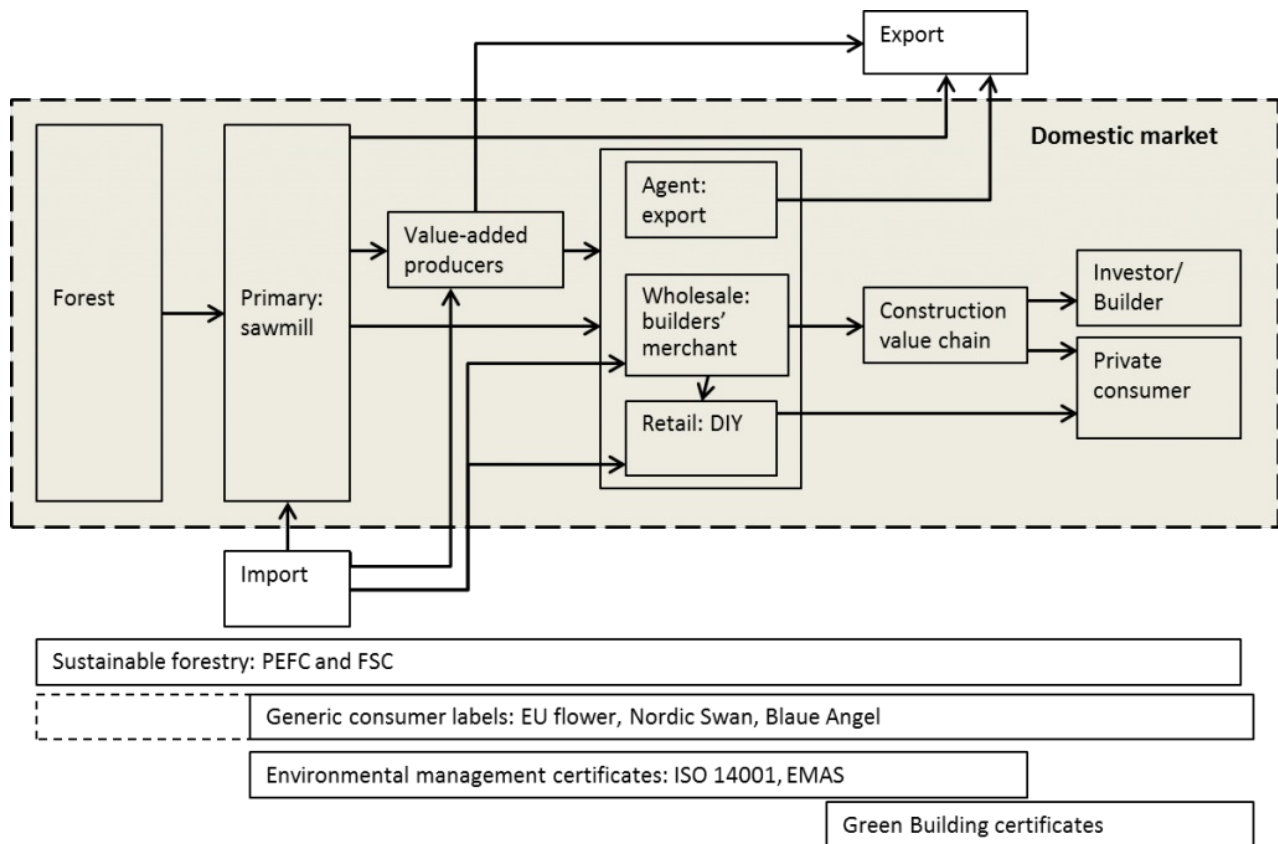 Export
Domestic market
Forest
Primary:
sawmill
Value-added
producers
Agent:
export
Wholesale:
builders’
merchant
Retail: DIY
Construction
value chain
Investor/
Builder
Private
consumer
Import
Sustainable forestry: PEFC and FSC
Generic consumer labels: EU flower, Nordic Swan, Blaue Angel
Environmental management certificates: ISO 14001, EMAS
Green Building certificates